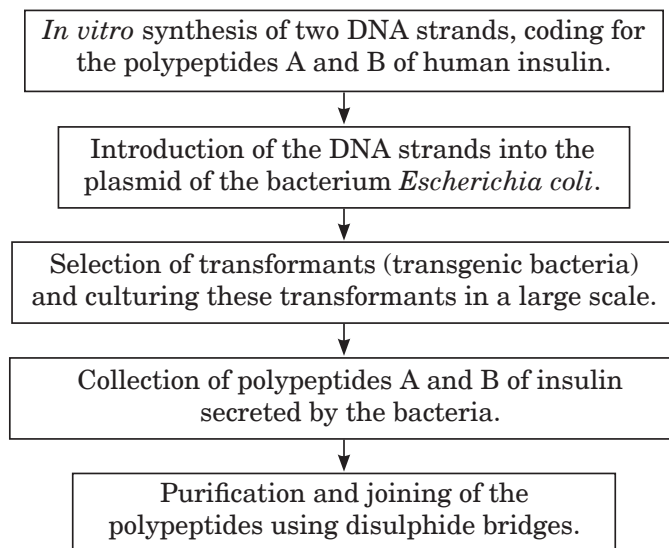 In vitro synthesis of two DNA strands, coding for
the polypeptides A and B of human insulin.
Introduction of the DNA strands into the
plasmid of the bacterium Escherichia coli.
Selection of transformants (transgenic bacteria)
and culturing these transformants in a large scale.
Collection of polypeptides A and B of insulin
secreted by the bacteria.
Purification and joining of the
polypeptides using disulphide bridges.